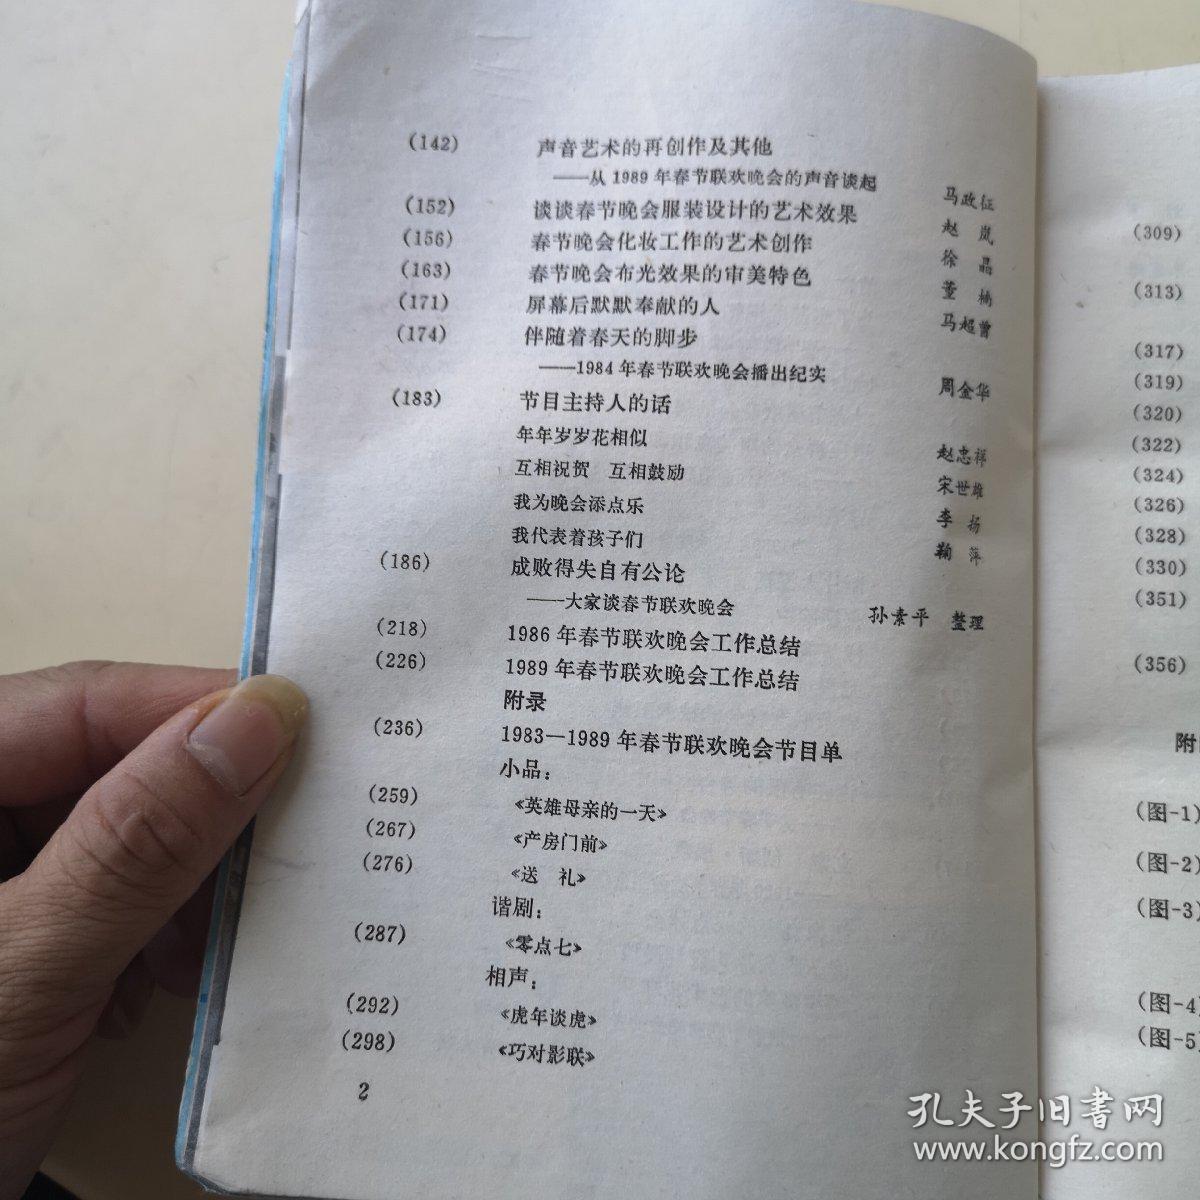 (142) 声音艺术的再创作及其他
——从1989年春节联欢晚会的声音谈起 马政征
(152) 谈谈春节晚会服装设计的艺术效果 赵 岚
(156) 春节晚会化妆工作的艺术创作 徐 晶
(163) 春节晚会布光效果的审美特色 董 楠
(171) 屏幕后默默奉献的人 马超曾
(174) 伴随着春天的脚步
——1984年春节联欢晚会播出纪实 周金华
(183) 节目主持人的话
年年岁岁花相似 赵忠祥
互相祝贺 互相鼓励 宋世雄
我为晚会添点乐 李 扬
我代表着孩子们 鞠 萍
(186) 成败得失自有公论
——大家谈春节联欢晚会 孙素平 整理
(218) 1986年春节联欢晚会工作总结
(226) 1989年春节联欢晚会工作总结
附录
(236) 1983—1989年春节联欢晚会节目单
小品：
(259) 《英雄母亲的一天》
(267) 《产房门前》
(276) 《送 礼》
谐剧：
(287) 《零点七》
相声：
(292) 《虎年谈虎》
(298) 《巧对影联》
2
(309)
(313)
(317)
(319)
(320)
(322)
(324)
(326)
(328)
(330)
(351)
(356)
附
(图-1)
(图-2)
(图-3)
(图-4)
(图-5)
孔夫子旧书网
www.kongfz.com